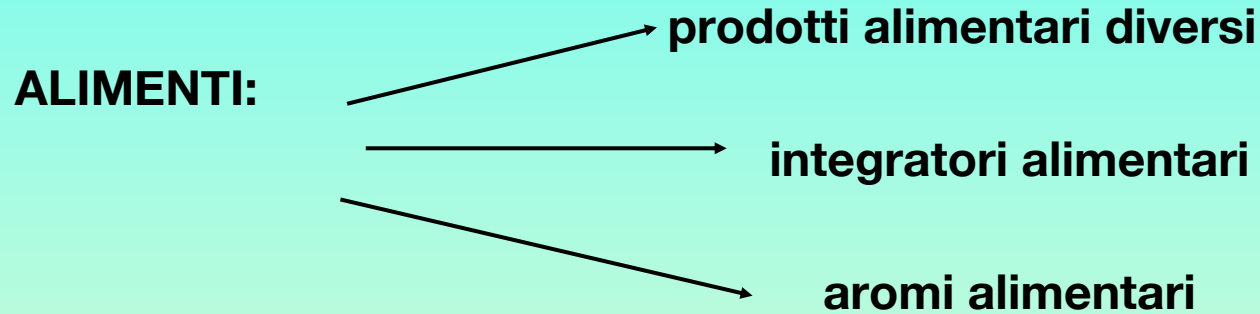 prodotti alimentari diversi
ALIMENTI:
integratori alimentari
aromi alimentari